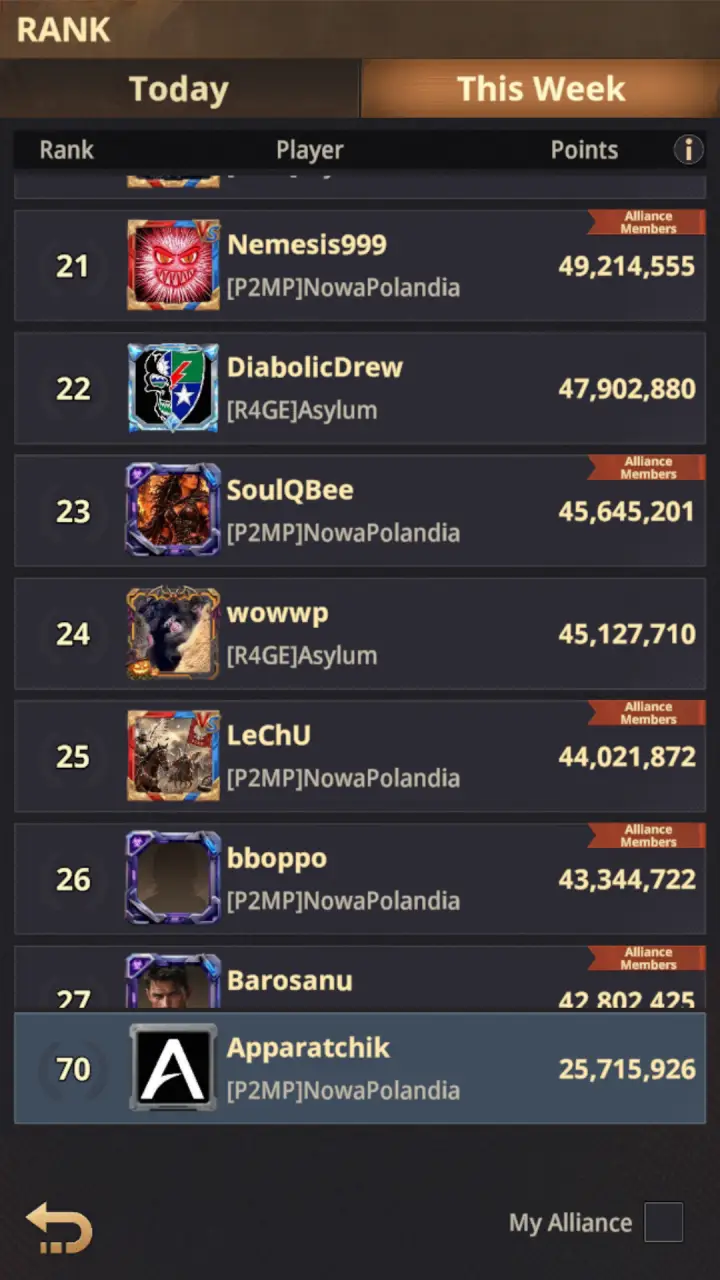 RANK
Today
This Week
Rank
Player
Points
21
Nemesis999
[P2MP]NowaPolandia
Alliance
Members
49,214,555
22
DiabolicDrew
[R4GE]Asylum
47,902,880
23
SoulQBee
[P2MP]NowaPolandia
Alliance
Members
45,645,201
24
wowwp
[R4GE]Asylum
45,127,710
25
LeChU
[P2MP]NowaPolandia
Alliance
Members
44,021,872
26
bboppo
[P2MP]NowaPolandia
Alliance
Members
43,344,722
27
Barosanu
Alliance
Members
42,802,425
70
Apparatchik
[P2MP]NowaPolandia
25,715,926
My Alliance